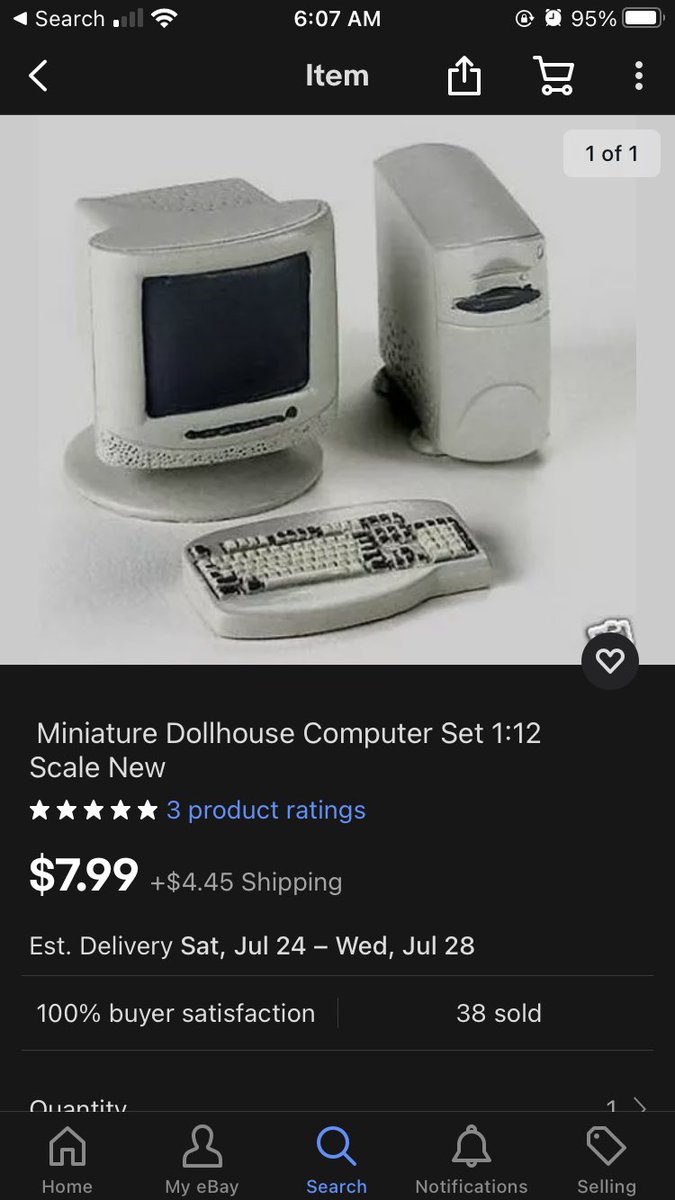 Search 6:07 AM 95%
Item
1 of 1
Miniature Dollhouse Computer Set 1:12
Scale New
3 product ratings
$7.99 +$4.45 Shipping
Est. Delivery Sat, Jul 24 – Wed, Jul 28
100% buyer satisfaction 38 sold
Quantity 1
Home My eBay Search Notifications Selling